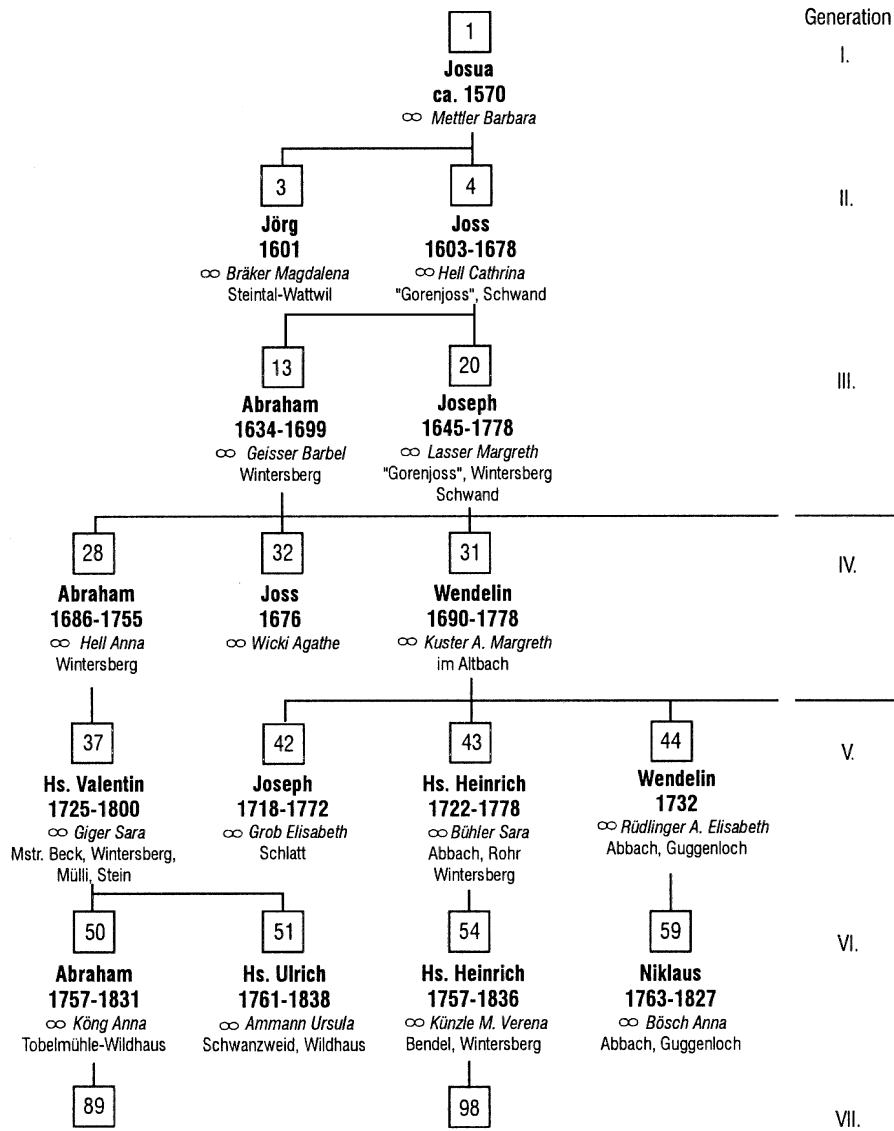 Generation
1
I.
Josua
ca. 1570
∞ Mettler Barbara
3
4
II.
Jörg
1601
∞ Bräker Magdalena
Steintal-Wattwil
Joss
1603-1678
∞ Hell Cathrina
"Gorenjoss", Schwand
13
20
III.
Abraham
1634-1699
∞ Geisser Barbel
Wintersberg
Joseph
1645-1778
∞ Lasser Margreth
"Gorenjoss", Wintersberg
Schwand
28
32
31
IV.
Abraham
1686-1755
∞ Hell Anna
Wintersberg
Joss
1676
∞ Wicki Agathe
Wendelin
1690-1778
∞ Kuster A. Margreth
im Altbach
37
42
43
44
V.
Hs. Valentin
1725-1800
∞ Giger Sara
Mstr. Beck, Wintersberg,
Mülli, Stein
Joseph
1718-1772
∞ Grob Elisabeth
Schlatt
Hs. Heinrich
1722-1778
∞ Bühler Sara
Abbach, Rohr
Wintersberg
Wendelin
1732
∞ Rüdlinger A. Elisabeth
Abbach, Guggenloch
50
51
54
59
VI.
Abraham
1757-1831
∞ Köng Anna
Tobelmühle-Wildhaus
Hs. Ulrich
1761-1838
∞ Ammann Ursula
Schwanzweid, Wildhaus
Hs. Heinrich
1757-1836
∞ Künzle M. Verena
Bendel, Wintersberg
Niklaus
1763-1827
∞ Bösch Anna
Abbach, Guggenloch
89
98
VII.